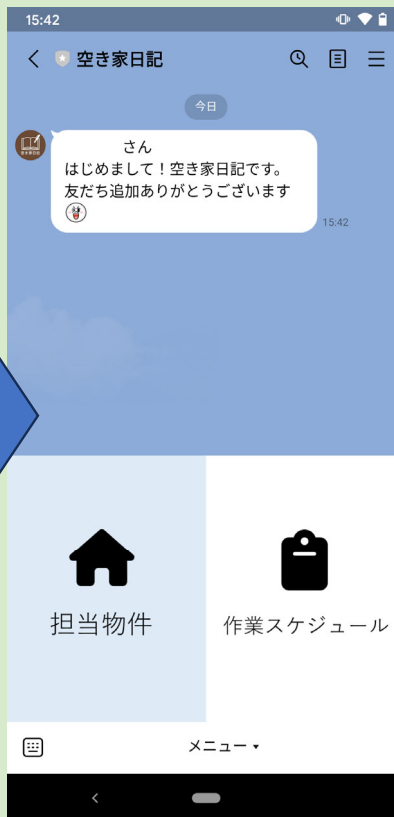 15:42
空き家日記
今日
さん
はじめまして！空き家日記です。
友だち追加ありがとうございます
15:42
担当物件
作業スケジュール
メニュー